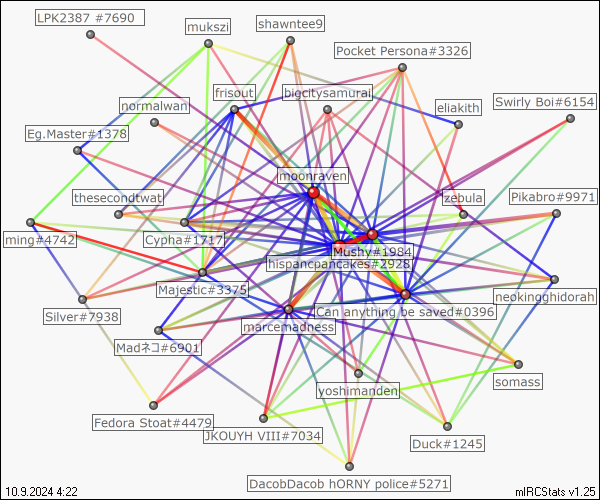 LPK2387 #7690
mukszi
shawntee9
Pocket Persona#3326
normalwan
frisout
bigcitysamurai
eliakith
Swirly Boi#6154
Eg.Master#1378
moonraven
thesecondtwat
zebula
Pikabro#9971
ming#4742
Cypha#1717
Mushy#1984
hispancpancakes#2928
Majestic#3375
neokingghidorah
Silver#7938
Can anything be saved#0396
marcemadness
Madネコ#6901
yoshimanden
somass
Fedora Stoat#4479
JKOUYH VIII#7034
Duck#1245
DacobDacob hORNY police#5271
10.9.2024 4:22
mIRCStats v1.25